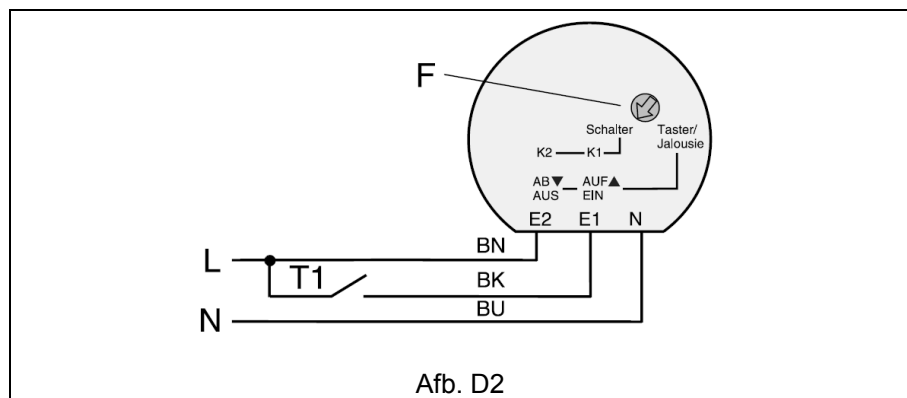 F
Schalter Taster/
Jalousie
K2 K1
AB▼ AUF▲
AUS EIN
E2 E1 N
L BN
T1 BK
BU
N
Afb. D2